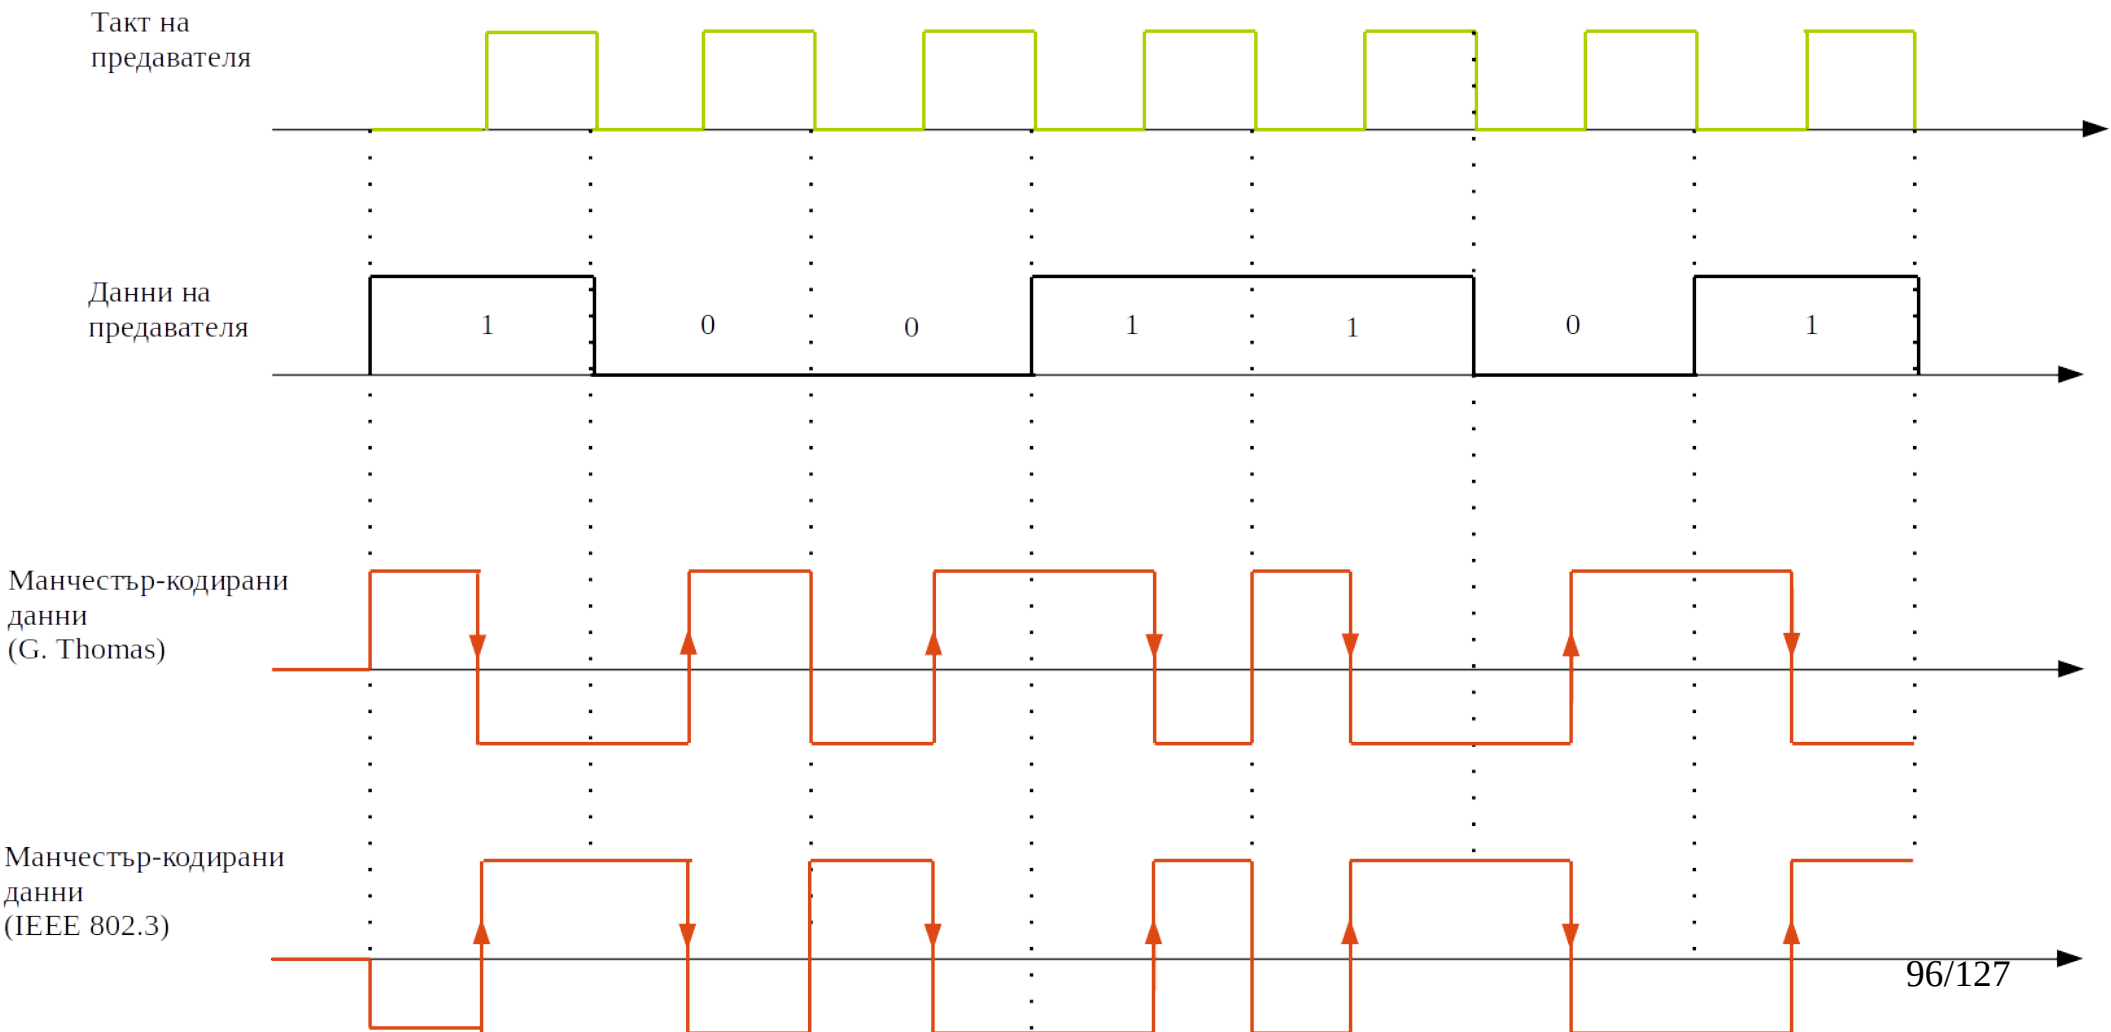 Такт на
предавателя
Данни на
предавателя
1 0 0 1 1 0 1
Манчестър-кодирани
данни
(G. Thomas)
Манчестър-кодирани
данни
(IEEE 802.3)
96/127